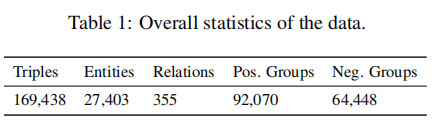 Table 1: Overall statistics of the data.
Triples Entities Relations Pos. Groups Neg. Groups
169,438 27,403 355 92,070 64,448